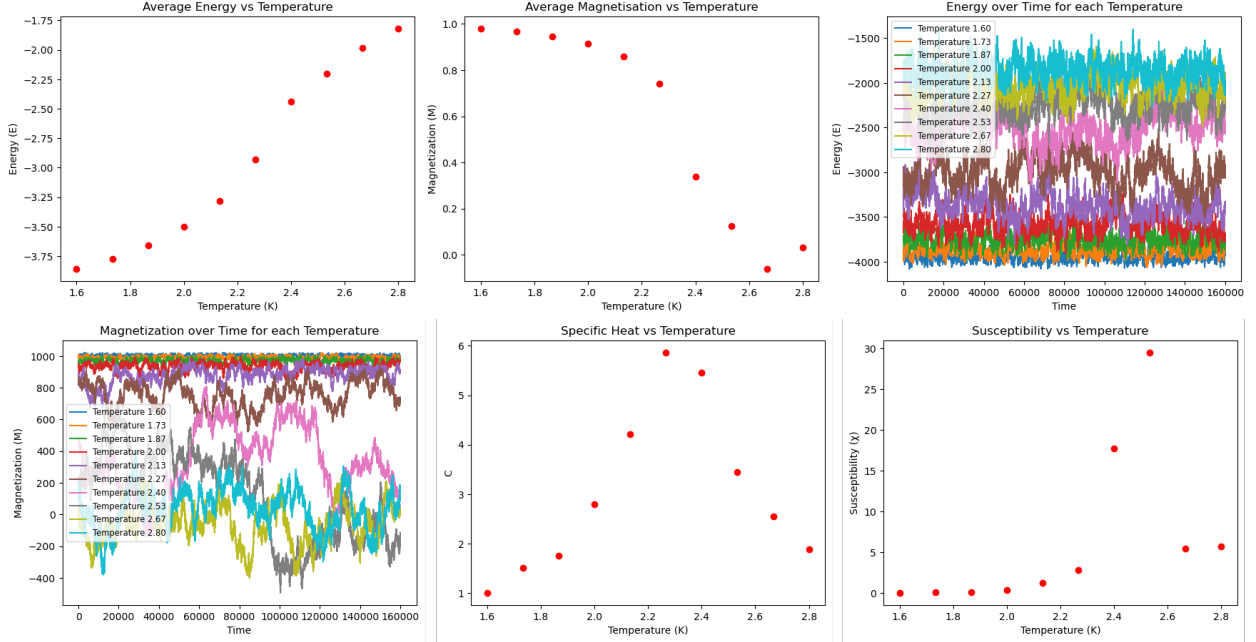 Average Energy vs Temperature
Energy (E)
−1.75
−2.00
−2.25
−2.50
−2.75
−3.00
−3.25
−3.50
−3.75
1.6 1.8 2.0 2.2 2.4 2.6 2.8
Temperature (K)
Average Magnetisation vs Temperature
Magnetization (M)
1.0
0.8
0.6
0.4
0.2
0.0
1.6 1.8 2.0 2.2 2.4 2.6 2.8
Temperature (K)
Energy over Time for each Temperature
Energy (E)
−1500
−2000
−2500
−3000
−3500
−4000
Temperature 1.60
Temperature 1.73
Temperature 1.87
Temperature 2.00
Temperature 2.13
Temperature 2.27
Temperature 2.40
Temperature 2.53
Temperature 2.67
Temperature 2.80
0 20000 40000 60000 80000 100000 120000 140000 160000
Time
Magnetization over Time for each Temperature
Magnetization (M)
1000
800
600
400
200
0
−200
−400
Temperature 1.60
Temperature 1.73
Temperature 1.87
Temperature 2.00
Temperature 2.13
Temperature 2.27
Temperature 2.40
Temperature 2.53
Temperature 2.67
Temperature 2.80
0 20000 40000 60000 80000 100000 120000 140000 160000
Time
Specific Heat vs Temperature
C
6
5
4
3
2
1
1.6 1.8 2.0 2.2 2.4 2.6 2.8
Temperature (K)
Susceptibility vs Temperature
Susceptibility (χ)
30
25
20
15
10
5
0
1.6 1.8 2.0 2.2 2.4 2.6 2.8
Temperature (K)